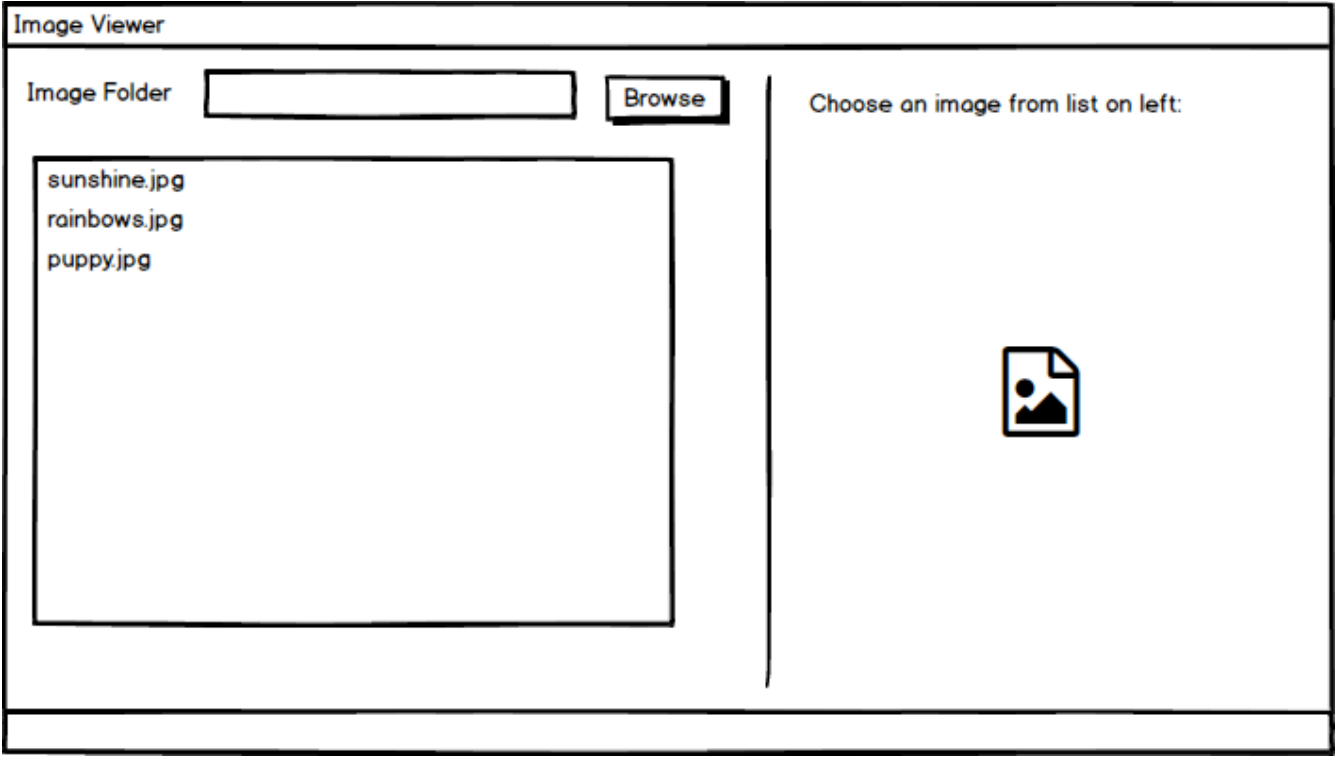 Image Viewer
Image Folder
Browse
sunshine.jpg
rainbows.jpg
puppy.jpg
Choose an image from list on left: